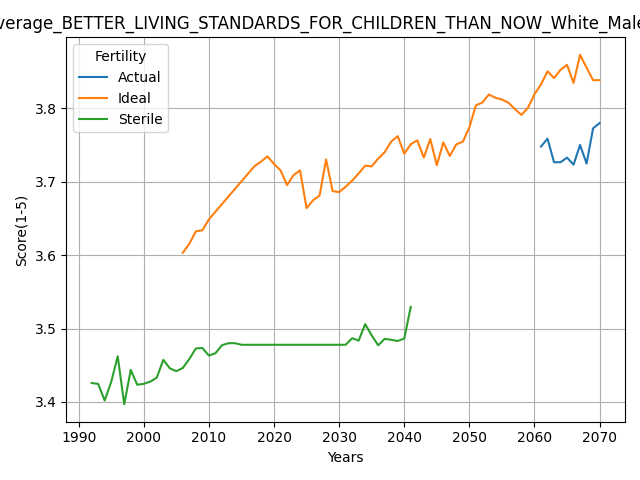 verage_BETTER_LIVING_STANDARDS_FOR_CHILDREN_THAN_NOW_White_Male
Fertility
Actual
Ideal
Sterile
Score(1-5)
3.8
3.7
3.6
3.5
3.4
1990 2000 2010 2020 2030 2040 2050 2060 2070
Years